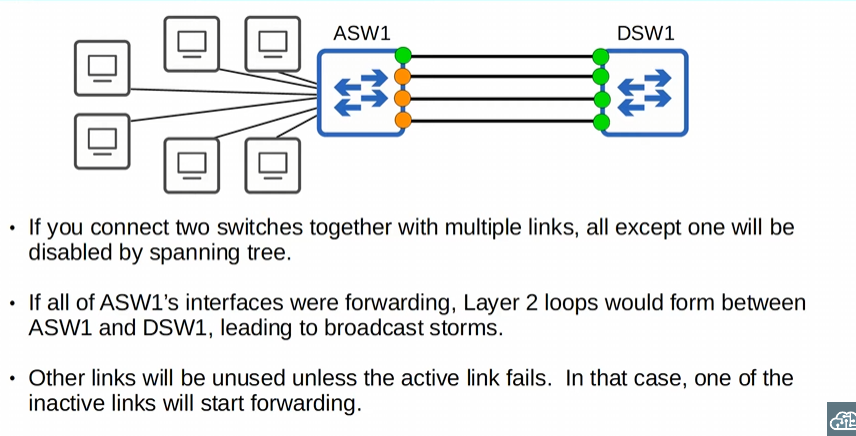 ASW1
DSW1
• If you connect two switches together with multiple links, all except one will be
disabled by spanning tree.
• If all of ASW1’s interfaces were forwarding, Layer 2 loops would form between
ASW1 and DSW1, leading to broadcast storms.
• Other links will be unused unless the active link fails.  In that case, one of the
inactive links will start forwarding.